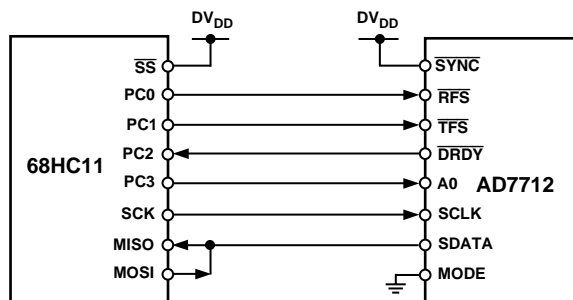 DVDD DVDD
SS SYNC
PC0 RFS
PC1 TFS
PC2 DRDY
68HC11 PC3 A0 AD7712
SCK SCLK
MISO SDATA
MOSI MODE